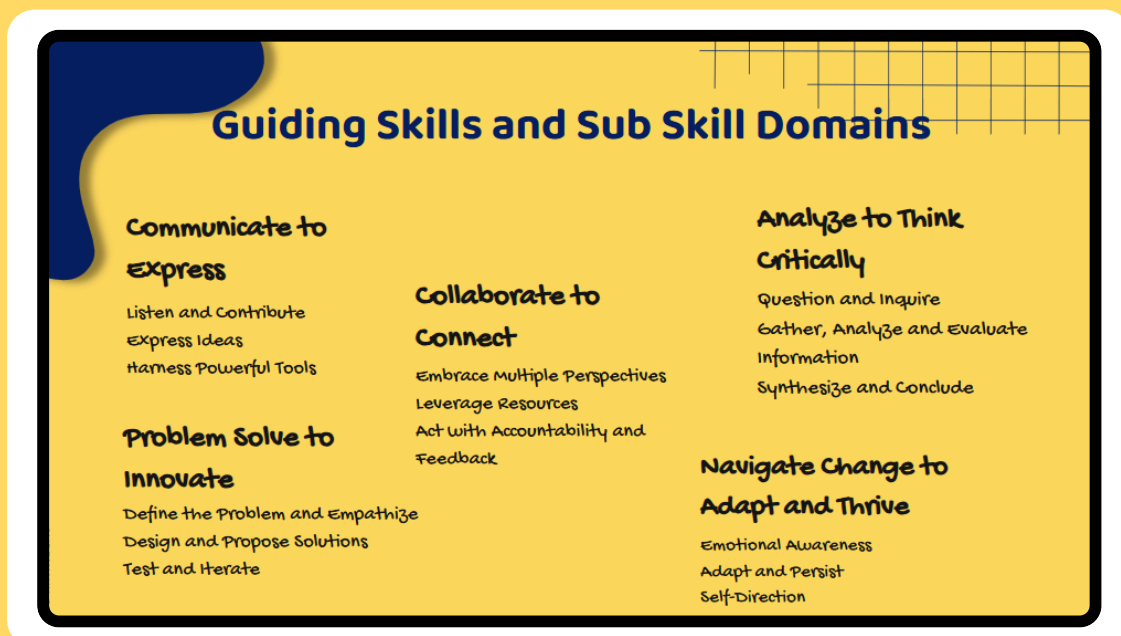 Guiding Skills and Sub Skill Domains
Communicate to
Express
Listen and Contribute
Express Ideas
Harness Powerful Tools
Problem Solve to
Innovate
Define the Problem and Empathize
Design and Propose Solutions
Test and Iterate
Collaborate to
Connect
Embrace Multiple Perspectives
Leverage Resources
Act with Accountability and
Feedback
Analyze to Think
Critically
Question and Inquire
Gather, Analyze and Evaluate
Information
Synthesize and Conclude
Navigate Change to
Adapt and Thrive
Emotional Awareness
Adapt and Persist
Self-Direction